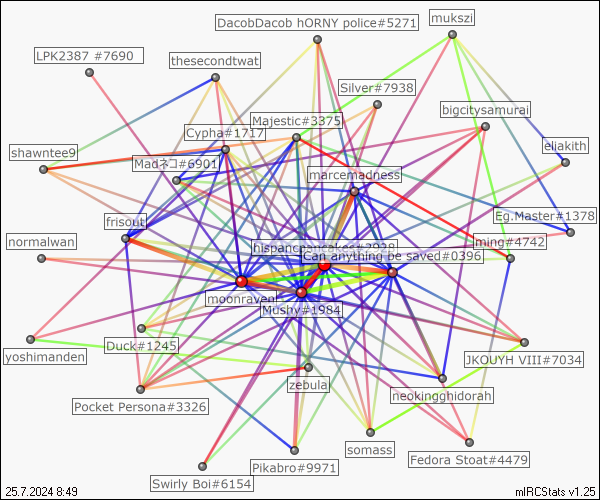 DacobDacob hORNY police#5271
mukszi
LPK2387 #7690
thesecondtwat
Silver#7938
bigcitysamurai
Majestic#3375
Cypha#1717
eliakith
shawntee9
Madネコ#6901
marcemadness
Eg.Master#1378
frisout
normalwan
ming#4742
hispanicpancakes#3928
Can anything be saved#0396
moonraven
Mushy#1984
Duck#1245
yoshimanden
JKOUYH VIII#7034
zebula
neokingghidorah
Pocket Persona#3326
somass
Fedora Stoat#4479
Pikabro#9971
Swirly Boi#6154
25.7.2024 8:49
mIRCStats v1.25